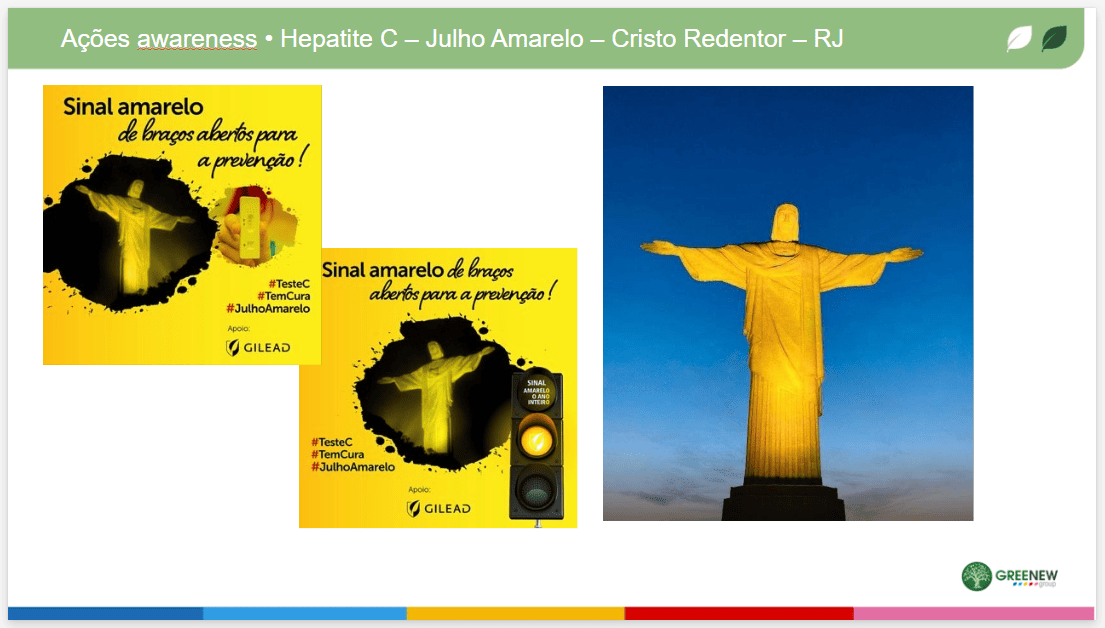 Ações awareness • Hepatite C – Julho Amarelo – Cristo Redentor – RJ
Sinal amarelo
de braços abertos para
a prevenção!
#TesteC
#TemCura
#JulhoAmarelo
Apoio:
GILEAD
Sinal amarelo de braços
abertos para a prevenção!
SINAL
AMARELO
O ANO
INTEIRO
#TesteC
#TemCura
#JulhoAmarelo
Apoio:
GILEAD
GREENEW
group